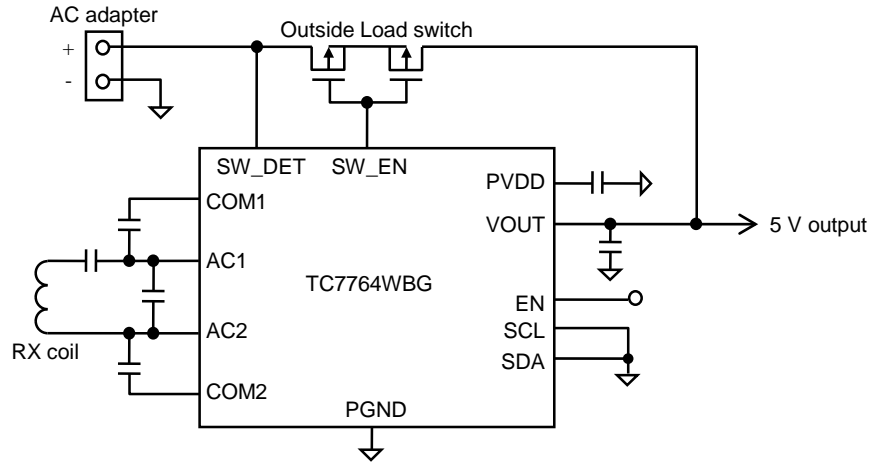 AC adapter
+
-
Outside Load switch
SW_DET
SW_EN
COM1
PVDD
VOUT
5 V output
AC1
TC7764WBG
EN
AC2
SCL
RX coil
SDA
COM2
PGND